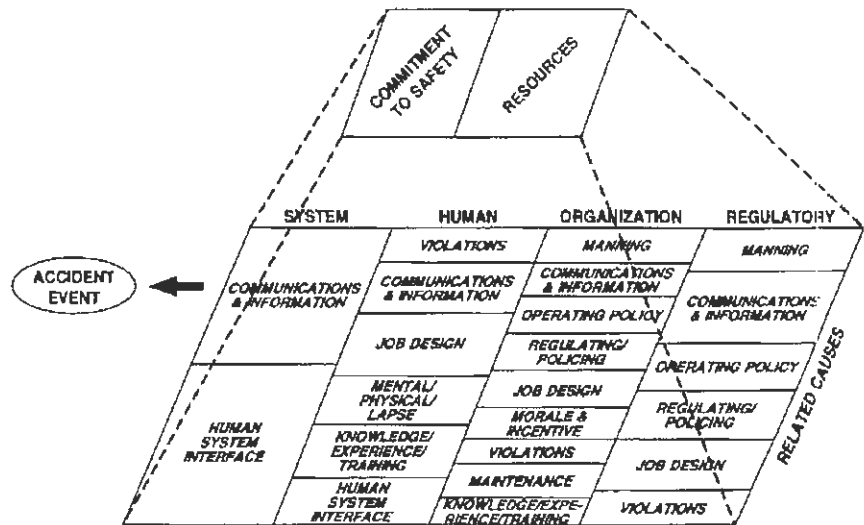 COMMITMENT
TO SAFETY
RESOURCES
SYSTEM
HUMAN
ORGANIZATION
REGULATORY
ACCIDENT
EVENT
COMMUNICATIONS
& INFORMATION
HUMAN
SYSTEM
INTERFACE
VIOLATIONS
COMMUNICATIONS
& INFORMATION
JOB DESIGN
MENTAL/
PHYSICAL/
LAPSE
KNOWLEDGE/
EXPERIENCE/
TRAINING
HUMAN
SYSTEM
INTERFACE
MANNING
COMMUNICATIONS
& INFORMATION
OPERATING POLICY
REGULATING/
POLICING
JOB DESIGN
MORALE &
INCENTIVE
VIOLATIONS
MAINTENANCE
KNOWLEDGE/EXPE-
RIENCE/TRAINING
MANNING
COMMUNICATIONS
& INFORMATION
OPERATING POLICY
REGULATING/
POLICING
JOB DESIGN
VIOLATIONS
RELATED CAUSES